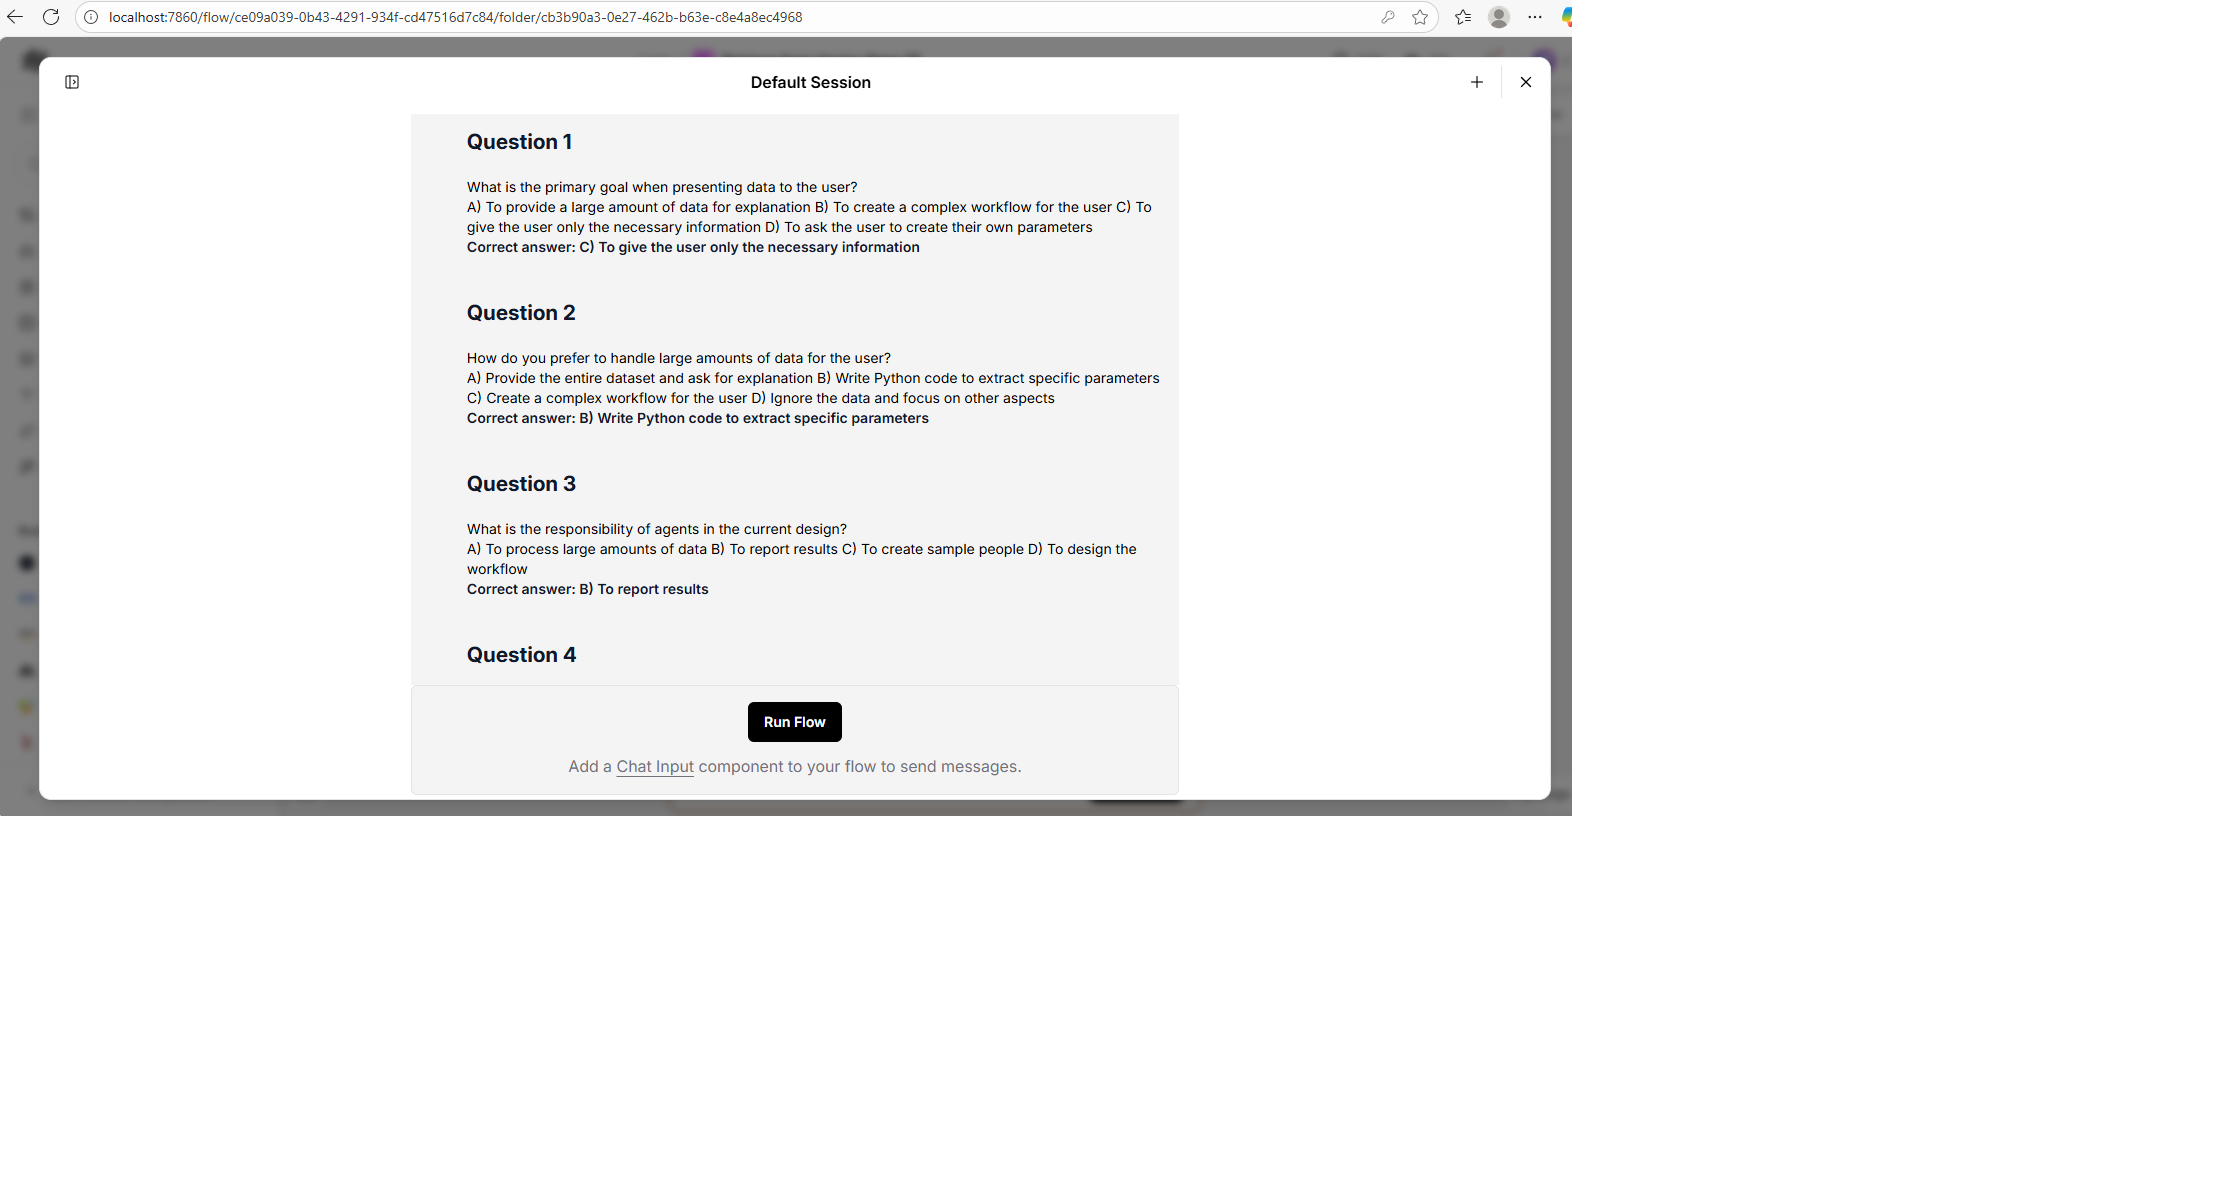 localhost:7860/flow/ce09a039-0b43-4291-934f-cd47516d7c84/folder/cb3b90a3-0e27-462b-b63e-c8e4a8ec4968
Default Session
Question 1
What is the primary goal when presenting data to the user?
A) To provide a large amount of data for explanation B) To create a complex workflow for the user C) To
give the user only the necessary information D) To ask the user to create their own parameters
Correct answer: C) To give the user only the necessary information
Question 2
How do you prefer to handle large amounts of data for the user?
A) Provide the entire dataset and ask for explanation B) Write Python code to extract specific parameters
C) Create a complex workflow for the user D) Ignore the data and focus on other aspects
Correct answer: B) Write Python code to extract specific parameters
Question 3
What is the responsibility of agents in the current design?
A) To process large amounts of data B) To report results C) To create sample people D) To design the
workflow
Correct answer: B) To report results
Question 4
Run Flow
Add a Chat Input component to your flow to send messages.